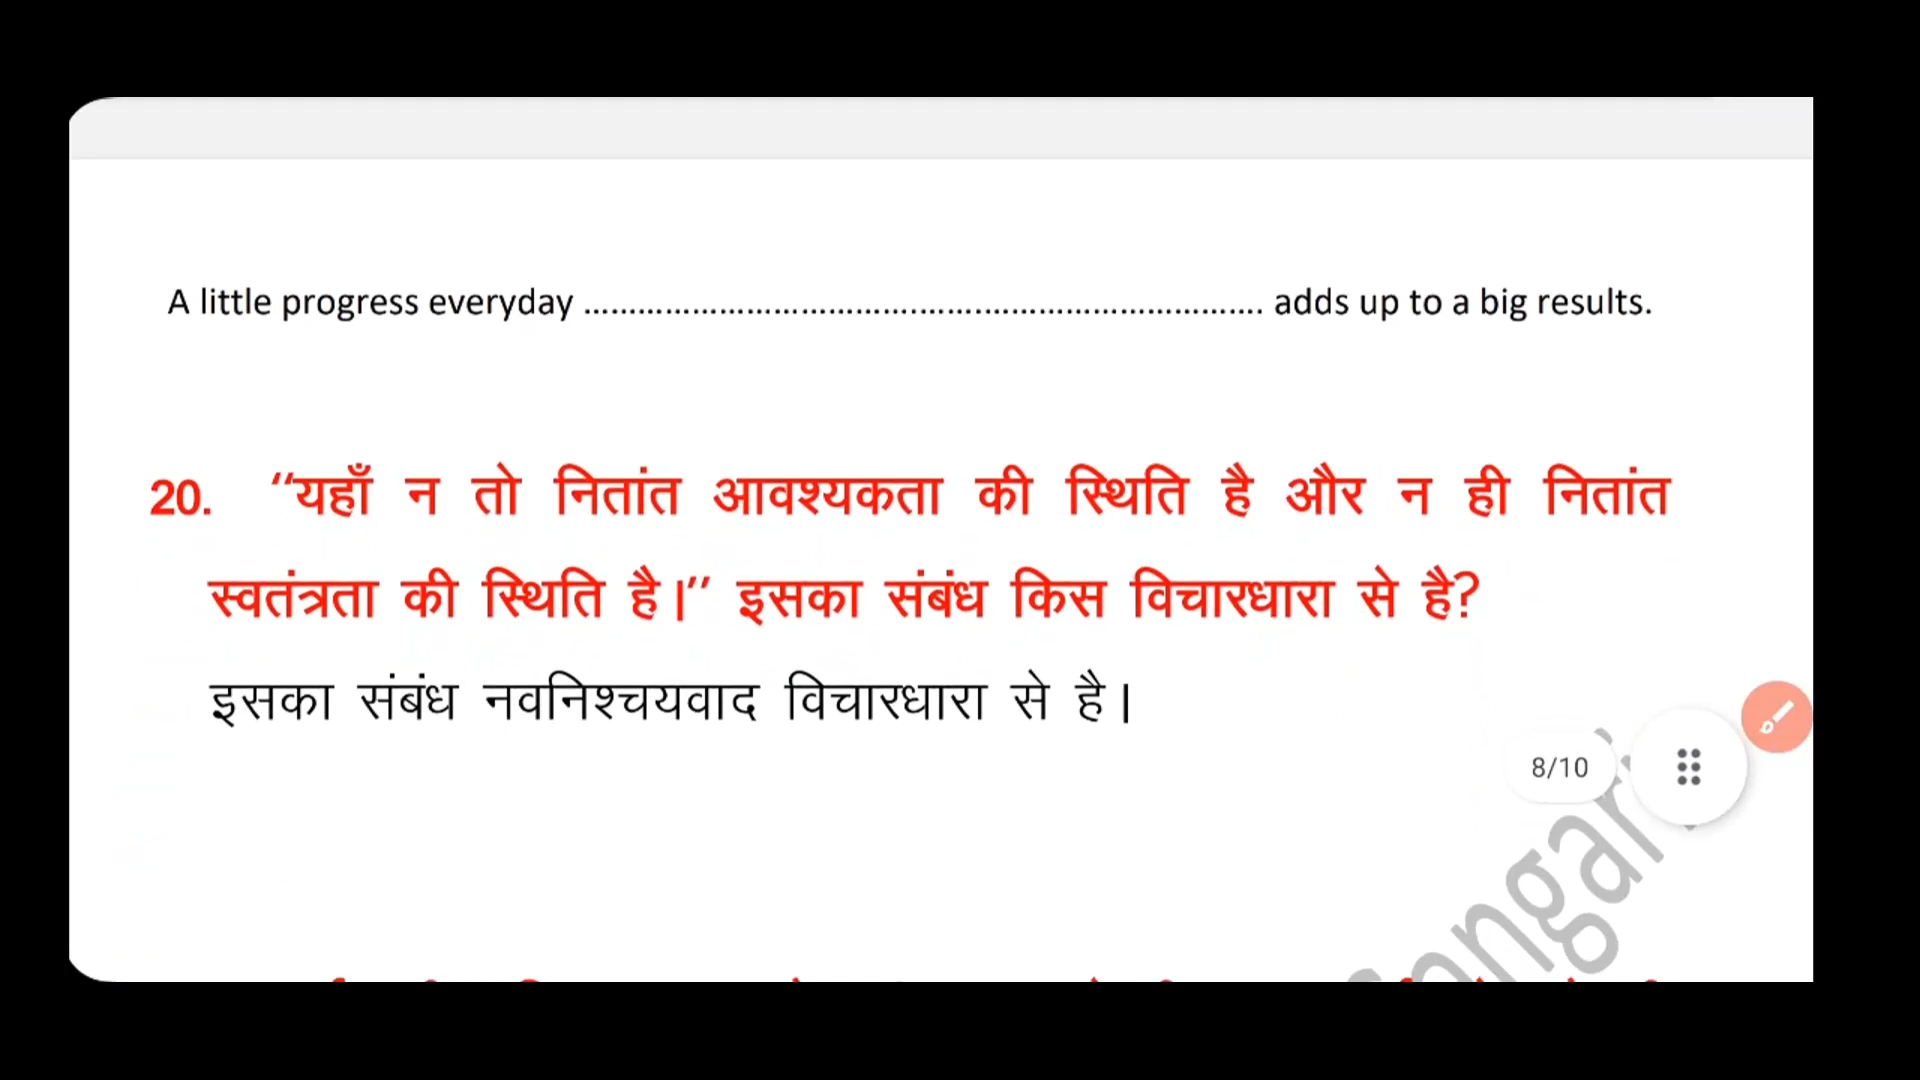 A little progress everyday ………………………………………………………………… adds up to a big results.
20. “यहाँ न तो नितांत आवश्यकता की स्थिति है और न ही नितांत
स्वतंत्रता की स्थिति है।” इसका संबंध किस विचारधारा से है?
इसका संबंध नवनिश्चयवाद विचारधारा से है।
8/10